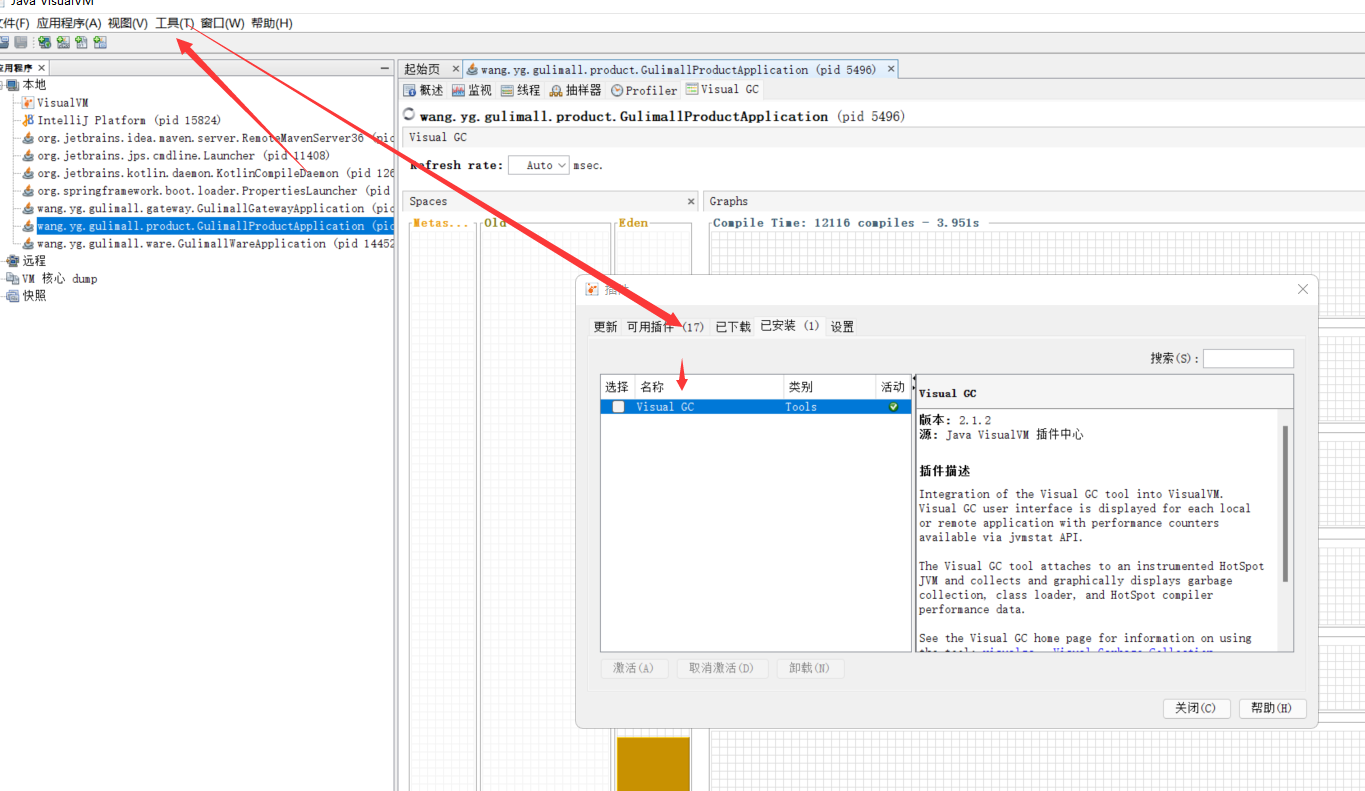 Java VisualVM
文件(F) 应用程序(A) 视图(V) 工具(T) 窗口(W) 帮助(H)
应用程序 ×
本地
VisualVM
IntelliJ Platform (pid 15824)
org.jetbrains.idea.maven.server.RemoteMavenServer36 (pid
org.jetbrains.jps.cmdline.Launcher (pid 11408)
org.jetbrains.kotlin.daemon.KotlinCompileDaemon (pid 126
org.springframework.boot.loader.PropertiesLauncher (pid
wang.yg.gulimall.gateway.GulimallGatewayApplication (pid
wang.yg.gulimall.product.GulimallProductApplication (pid
wang.yg.gulimall.ware.GulimallWareApplication (pid 14452
远程
VM 核心 dump
快照
起始页 × wang.yg.gulimall.product.GulimallProductApplication (pid 5496) ×
概述 监视 线程 抽样器 Profiler Visual GC
wang.yg.gulimall.product.GulimallProductApplication (pid 5496)
Visual GC
Refresh rate: Auto msec.
Spaces ×
Graphs
Metas... Old Eden
Compile Time: 12116 compiles - 3.951s
插件
更新 可用插件 (17) 已下载 已安装 (1) 设置
搜索(S):
选择 名称 类别 活动
Visual GC Tools
Visual GC
版本: 2.1.2
源: Java VisualVM 插件中心
插件描述
Integration of the Visual GC tool into VisualVM.
Visual GC user interface is displayed for each local
or remote application with performance counters
available via jvmstat API.
The Visual GC tool attaches to an instrumented HotSpot
JVM and collects and graphically displays garbage
collection, class loader, and HotSpot compiler
performance data.
See the Visual GC home page for information on using
the tool: visualgc - Visual Garbage Collection
激活(A) 取消激活(D) 卸载(N)
关闭(C) 帮助(H)